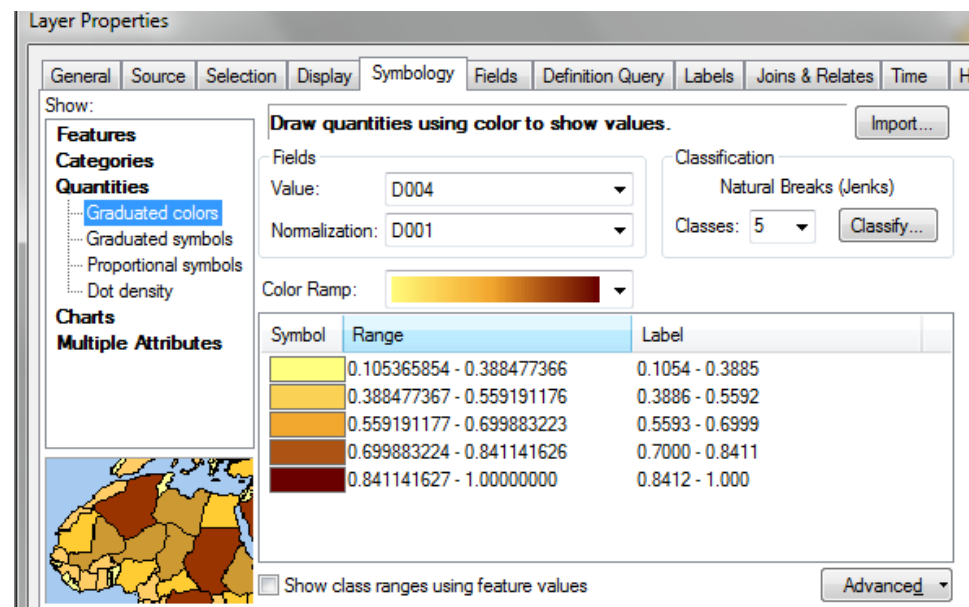 Layer Properties
General Source Selection Display Symbology Fields Definition Query Labels Joins & Relates Time H
Show:
Features
Categories
Quantities
Graduated colors
Graduated symbols
Proportional symbols
Dot density
Charts
Multiple Attributes
Draw quantities using color to show values.
Import...
Fields
Value: D004
Normalization: D001
Classification
Natural Breaks (Jenks)
Classes: 5 Classify...
Color Ramp:
Symbol Range Label
0.105365854 - 0.388477366 0.1054 - 0.3885
0.388477367 - 0.559191176 0.3886 - 0.5592
0.559191177 - 0.699883223 0.5593 - 0.6999
0.699883224 - 0.841141626 0.7000 - 0.8411
0.841141627 - 1.00000000 0.8412 - 1.000
Show class ranges using feature values
Advanced